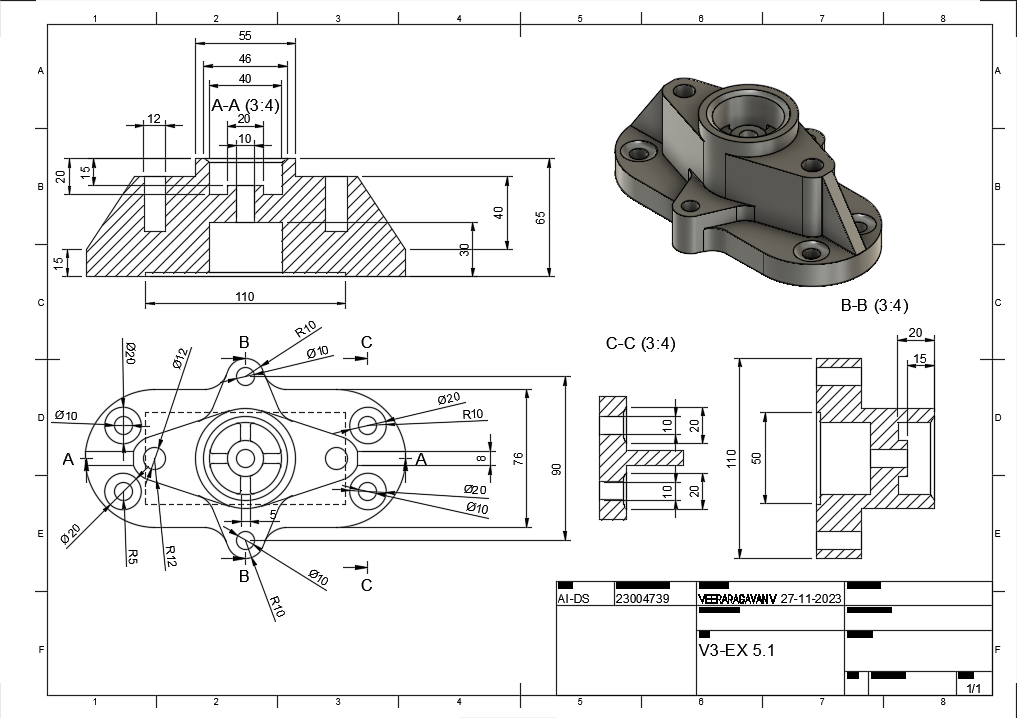 1 2 3 4 5 6 7 8
A
B
C
D
E
F
A
B
C
D
E
F
55
46
40
A-A (3:4)
20
10
12
20
15
15
40
65
30
110
B-B (3:4)
C-C (3:4)
B
C
R10
Ø10
Ø20
Ø12
Ø10
Ø20
R10
A
A
8
76
90
Ø20
Ø10
5
Ø20
R5
R12
B
C
Ø10
R10
10
20
10
20
20
15
110
50
AI-DS 23004739 VEERARAGAVAN V 27-11-2023
V3-EX 5.1
1/1
1 2 3 4 5 6 7 8